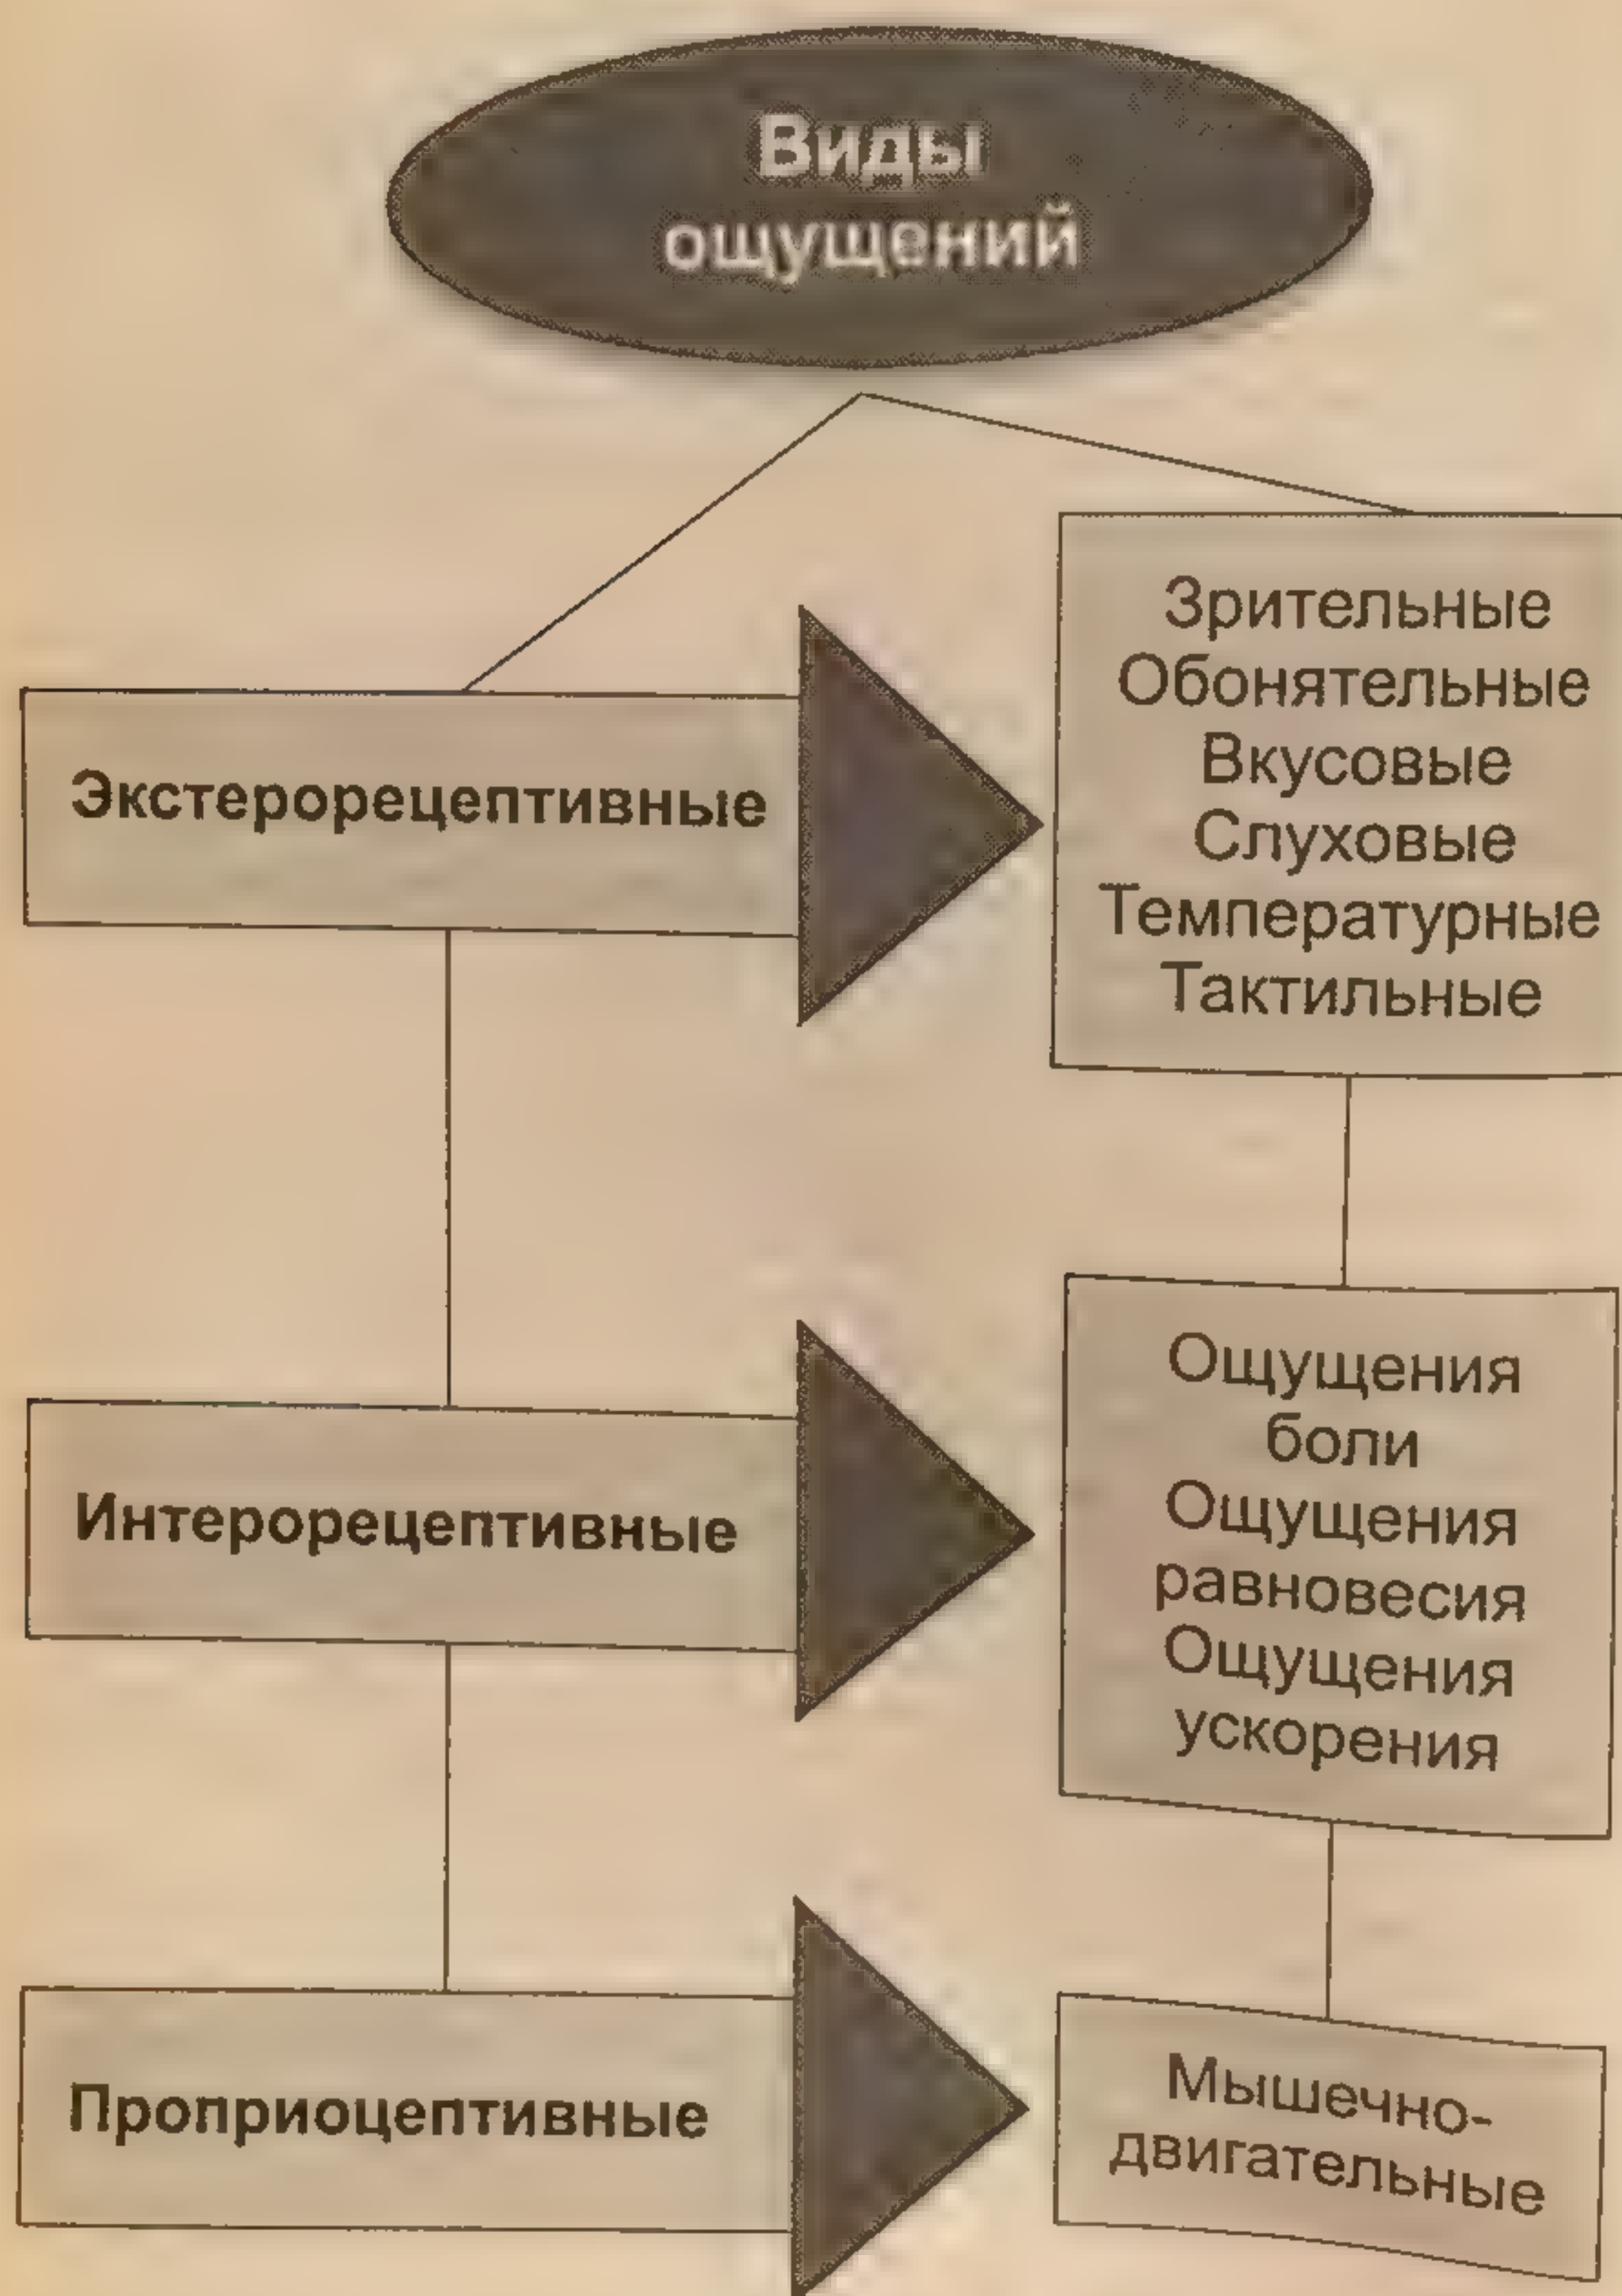 Виды
ощущений
Экстерорецептивные
Зрительные
Обонятельные
Вкусовые
Слуховые
Температурные
Тактильные
Интерорецептивные
Ощущения
боли
Ощущения
равновесия
Ощущения
ускорения
Проприоцептивные
Мышечно-
двигательные